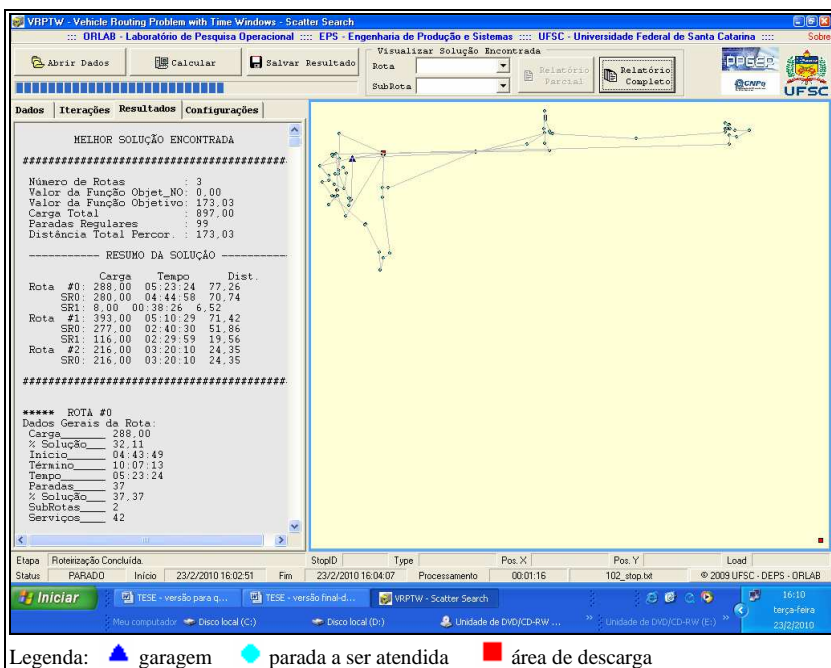 VRPTW - Vehicle Routing Problem with Time Windows - Scatter Search
:::: ORLAB - Laboratório de Pesquisa Operacional :::: EPS - Engenharia de Produção e Sistemas :::: UFSC - Universidade Federal de Santa Catarina :::: Sobre
Abrir Dados Calcular Salvar Resultado
Visualizar Solução Encontrada
Rota
SubRota
Relatório Parcial
Relatório Completo
CNPq
UFSC
Dados Iterações Resultados Configurações
MELHOR SOLUÇÃO ENCONTRADA
##########################################
Número de Rotas : 3
Valor da Função Objet_NO: 0,00
Valor da Função Objetivo: 173,03
Carga Total : 897,00
Paradas Regulares : 99
Distância Total Percor. : 173,03
----------- RESUMO DA SOLUÇÃO -----------
Carga Tempo Dist.
Rota #0: 288,00 05:23:24 77,26
SR0: 280,00 04:44:58 70,74
SR1: 8,00 00:38:26 6,52
Rota #1: 393,00 05:10:29 71,42
SR0: 277,00 02:40:30 51,86
SR1: 116,00 02:29:59 19,56
Rota #2: 216,00 03:20:10 24,35
SR0: 216,00 03:20:10 24,35
##########################################
***** ROTA #0
Dados Gerais da Rota:
Carga______ 288,00
% Solução___ 32,11
Inicio_____ 04:43:49
Término____ 10:07:13
Tempo______ 05:23:24
Paradas____ 37
% Solução___ 37,37
SubRotas___ 2
Serviços____ 42
Etapa Roteirização Concluída. StopID Type Pos. X Pos. Y Load
Status PARADO Início 23/2/2010 16:02:51 Fim 23/2/2010 16:04:07 Processamento 00:01:16 102_stop.txt © 2009 UFSC - DEPS - ORLAB
Iniciar TESE - versão para q... TESE - versão final-d... VRPTW - Scatter Search 16:10
Meu computador Disco local (C:) Disco local (D:) Unidade de DVD/CD-RW ... Unidade de DVD/CD-RW (E:) terça-feira
23/2/2010
Legenda: garagem parada a ser atendida área de descarga